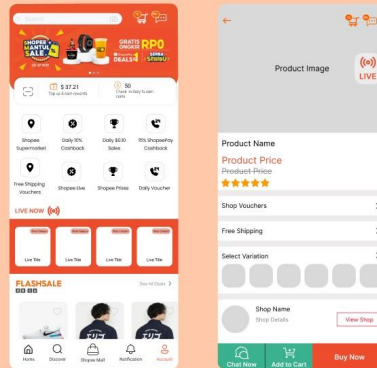 Search
SHOPEE
MANTUL
SALE
GRATIS
ONGKIR RP0
DEALS
SERBA
$ 37.21
Top up & earn rewards
50
Check in daily to earn
coins
Shopee
Supermarket
Daily 10%
Cashback
Daily $0.10
Sales
15% ShopeePay
Cashback
Free Shipping
Vouchers
Shopee Live
Shopee Prizes
Daily Voucher
LIVE NOW
Live Title
Live Title
Live Title
Live Title
FLASHSALE
See All Deals
Home
Discover
Shopee Mall
Notification
Account
Product Image
LIVE
Product Name
Product Price
Product Price
Shop Vouchers
Free Shipping
Select Variation
Shop Name
Shop Details
View Shop
Chat Now
Add to Cart
Buy Now